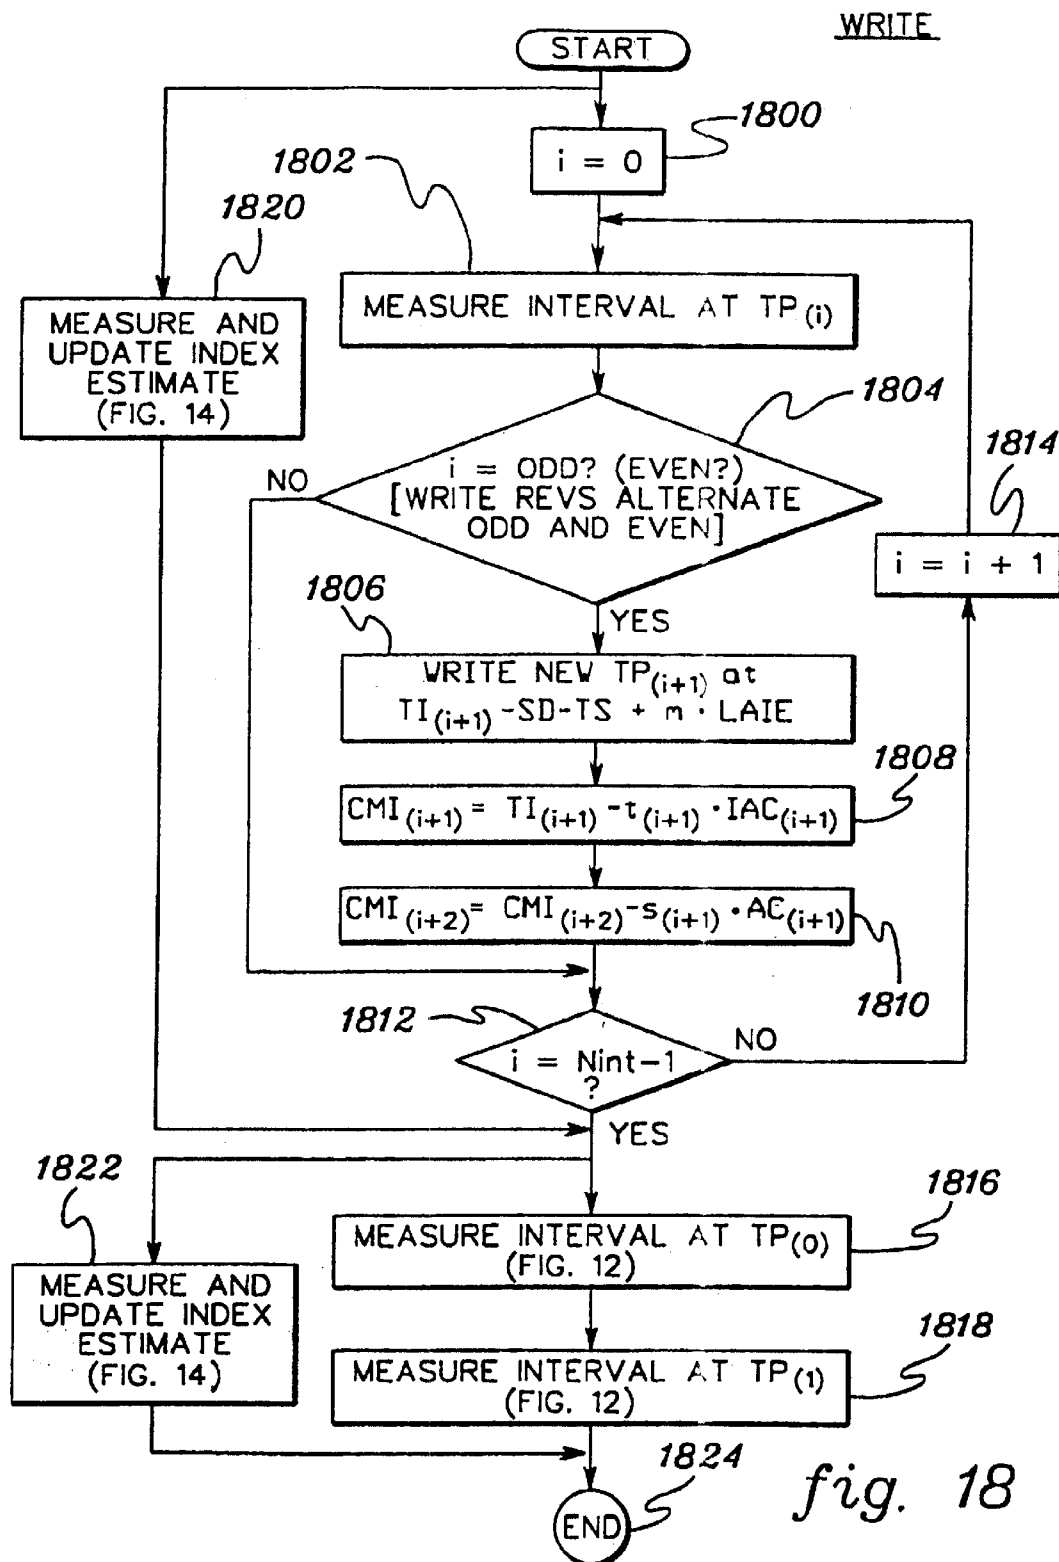 WRITE
START
1800
i = 0
1802
1820
MEASURE INTERVAL AT TP(i)
MEASURE AND
UPDATE INDEX
ESTIMATE
(FIG. 14)
1804
1814
NO
i = ODD? (EVEN?)
[WRITE REVS ALTERNATE
ODD AND EVEN]
i = i + 1
1806
YES
WRITE NEW TP(i+1) at
TI(i+1) -SD-TS + m · LAIE
1808
CMI(i+1) = TI(i+1) -t(i+1) ·IAC(i+1)
CMI(i+2) = CMI(i+2) -s(i+1) ·AC(i+1)
1810
1812
NO
i = Nint-1
?
YES
1822
1816
MEASURE INTERVAL AT TP(0)
(FIG. 12)
MEASURE AND
UPDATE INDEX
ESTIMATE
(FIG. 14)
1818
MEASURE INTERVAL AT TP(1)
(FIG. 12)
1824
END
fig. 18